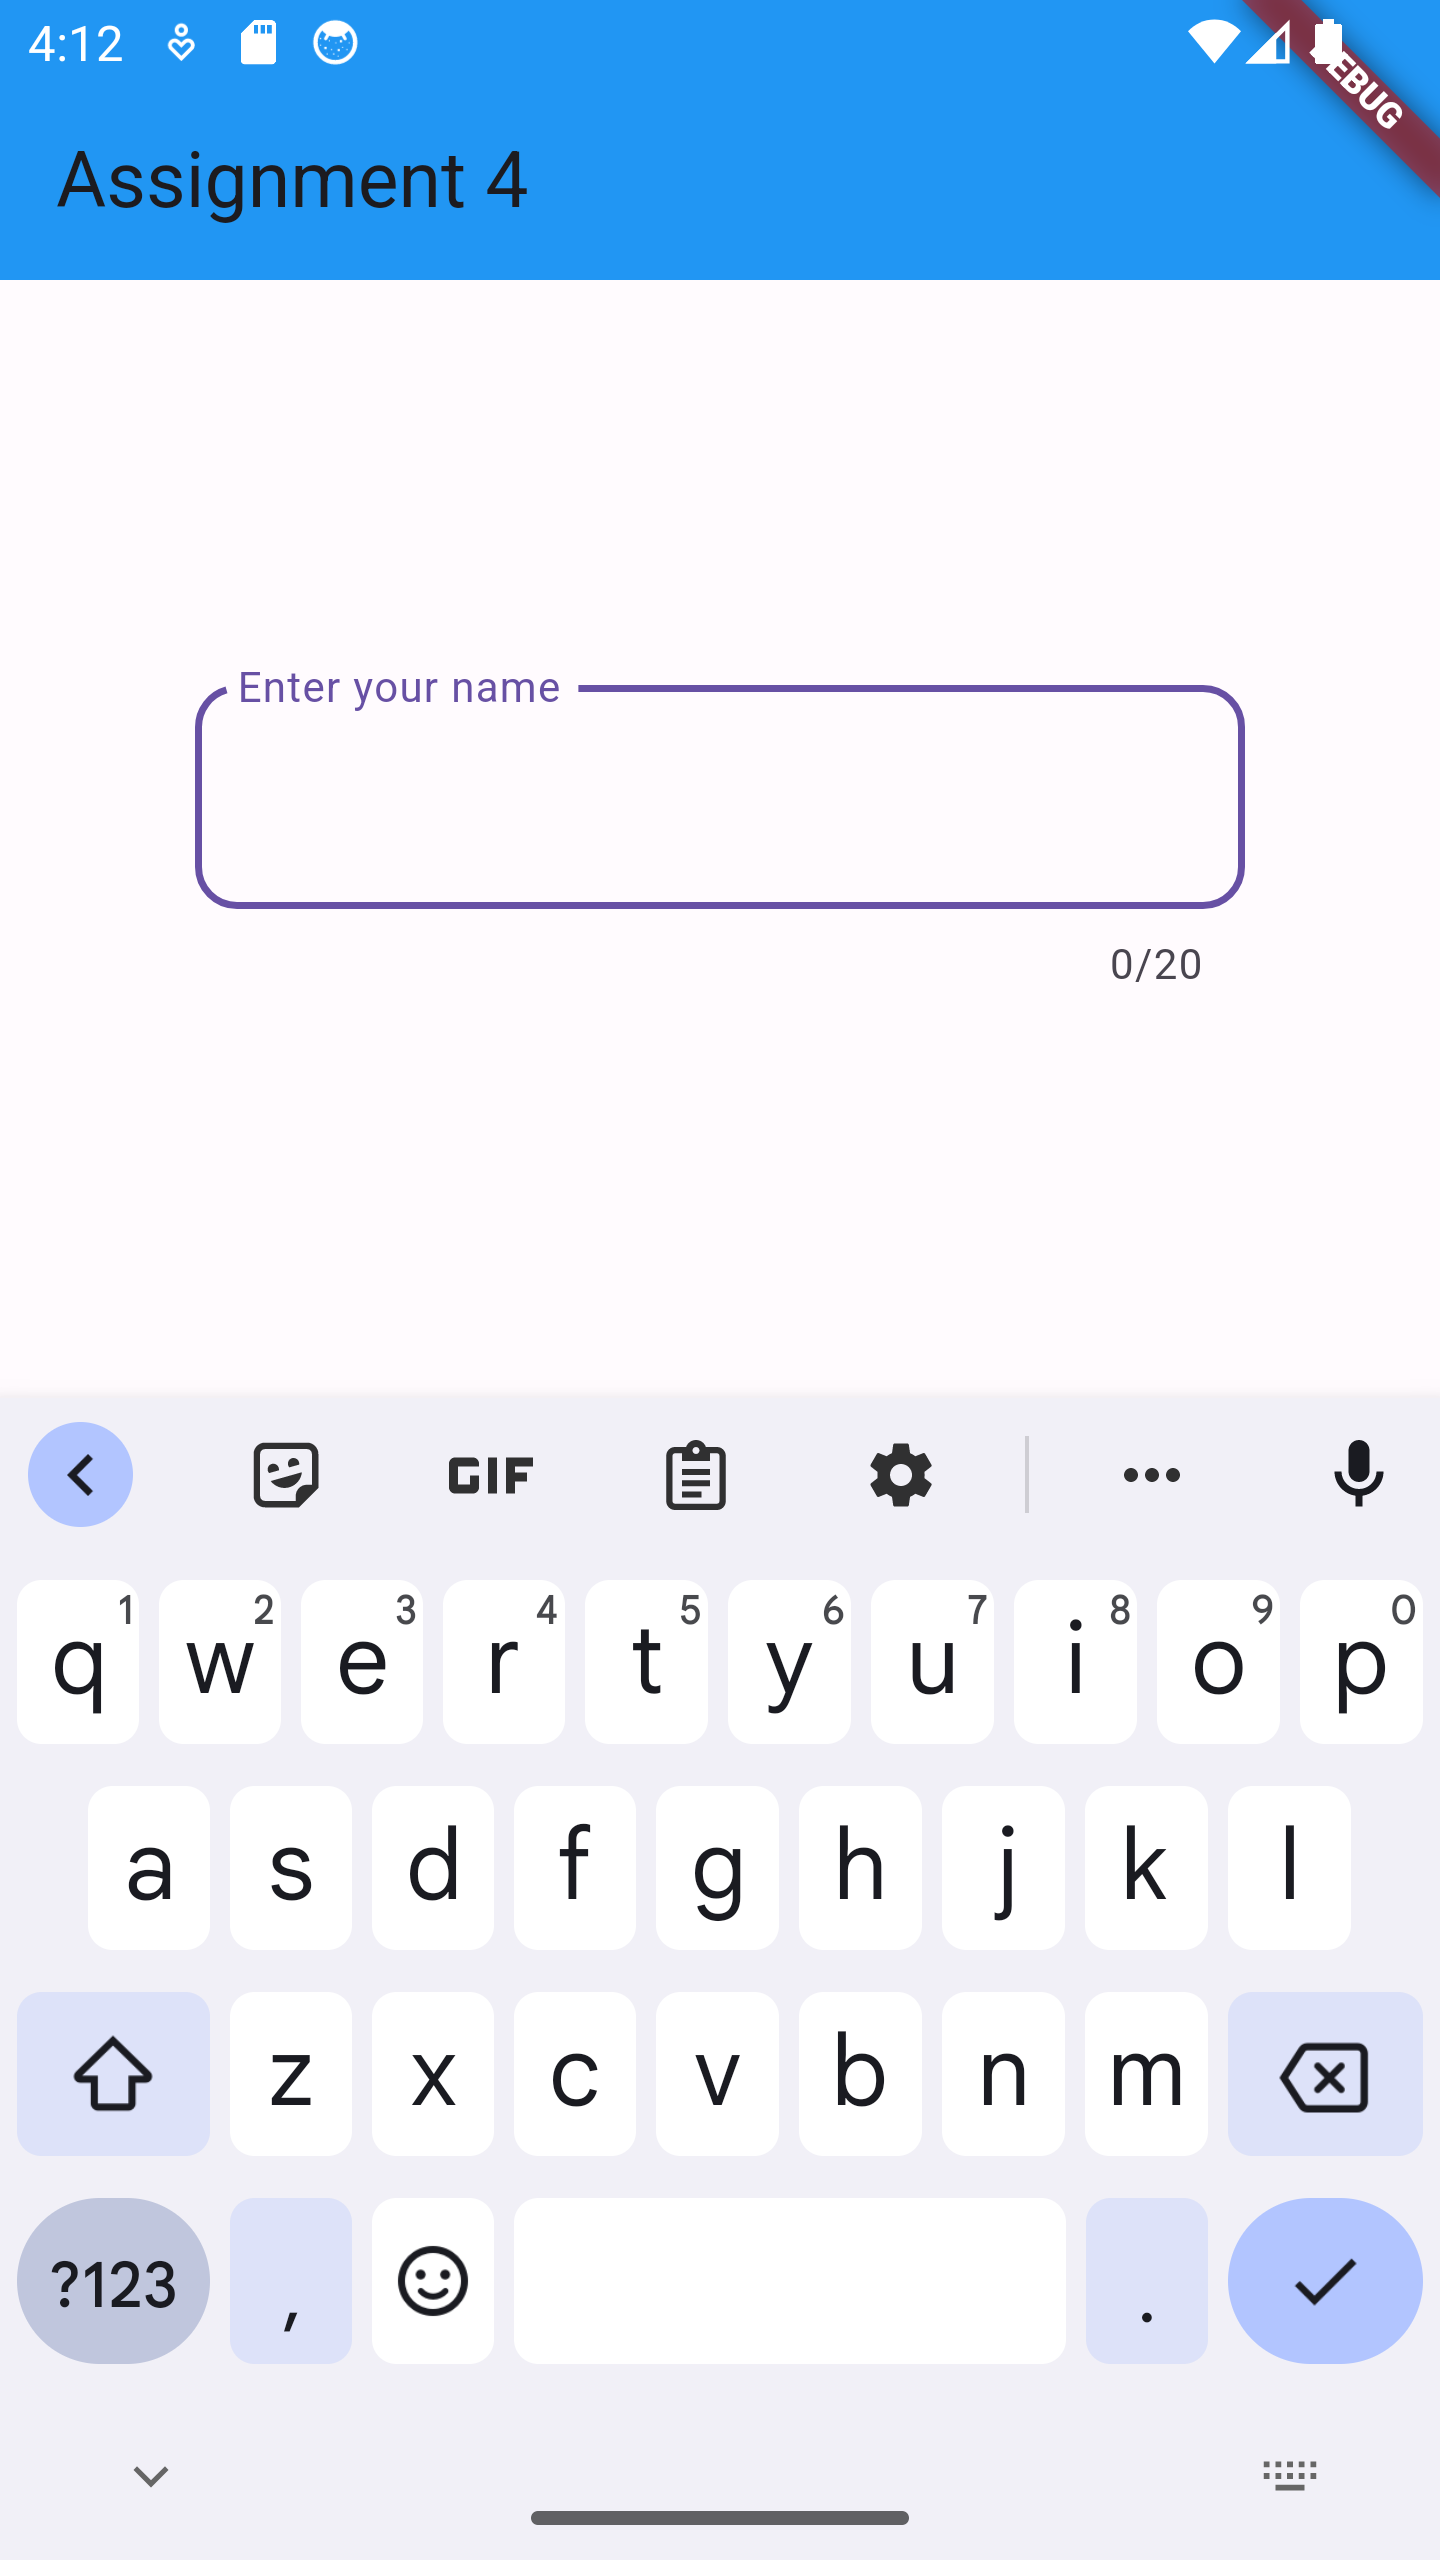 4:12
EBUG
Assignment 4
Enter your name
0/20
GIF
1 2 3 4 5 6 7 8 9 0
q w e r t y u i o p
a s d f g h j k l
z x c v b n m
?123 , .